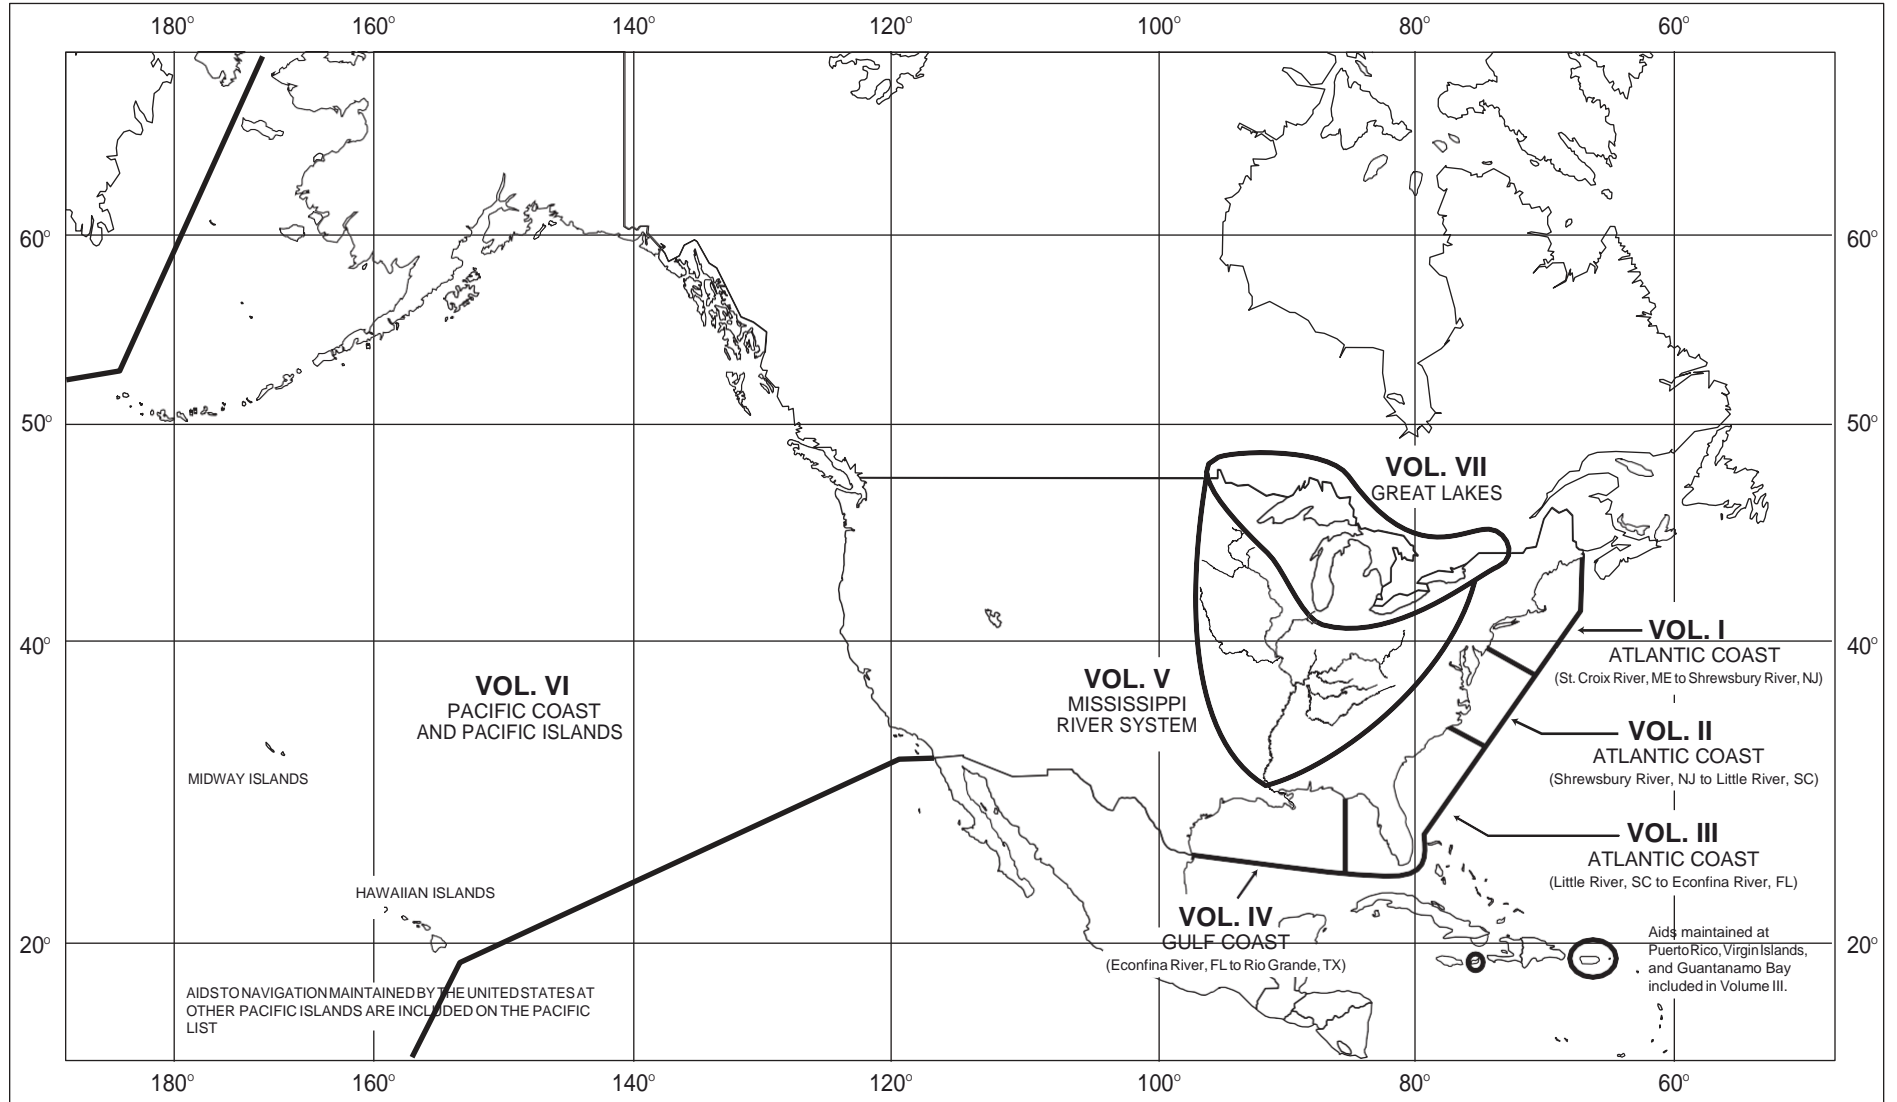 180° 160° 140° 120° 100° 80° 60°
60° 60°
50° 50°
VOL. VII
GREAT LAKES
40° 40°
VOL. I
ATLANTIC COAST
(St. Croix River, ME to Shrewsbury River, NJ)
VOL. VI
PACIFIC COAST
AND PACIFIC ISLANDS
VOL. V
MISSISSIPPI
RIVER SYSTEM
VOL. II
ATLANTIC COAST
(Shrewsbury River, NJ to Little River, SC)
MIDWAY ISLANDS
VOL. III
ATLANTIC COAST
(Little River, SC to Econfina River, FL)
HAWAIIAN ISLANDS
VOL. IV
GULF COAST
(Econfina River, FL to Rio Grande, TX)
20° 20°
Aids maintained at
Puerto Rico, Virgin Islands,
and Guantanamo Bay
included in Volume III.
AIDS TO NAVIGATION MAINTAINED BY THE UNITED STATES AT
OTHER PACIFIC ISLANDS ARE INCLUDED ON THE PACIFIC
LIST
180° 160° 140° 120° 100° 80° 60°